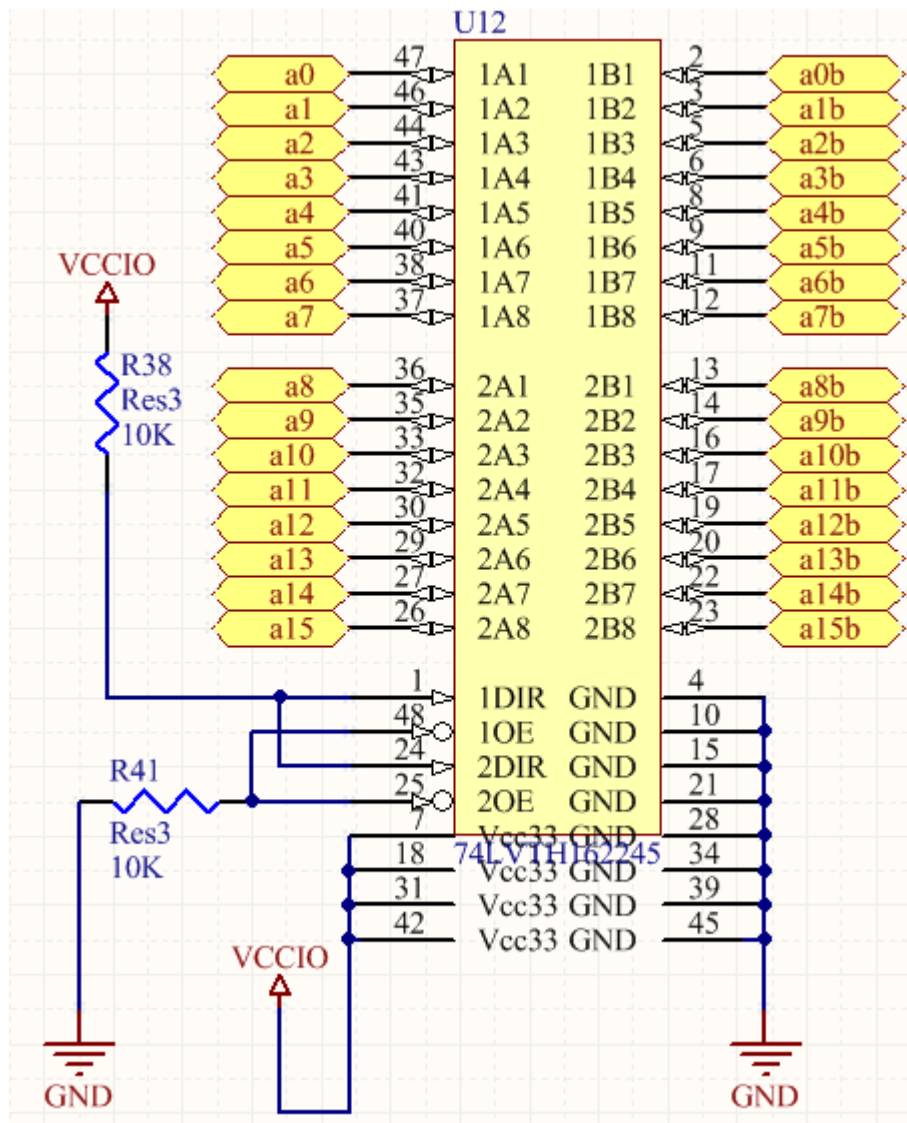 U12
a0 47 1A1 1B1 2 a0b
a1 46 1A2 1B2 3 a1b
a2 44 1A3 1B3 5 a2b
a3 43 1A4 1B4 6 a3b
a4 41 1A5 1B5 8 a4b
a5 40 1A6 1B6 9 a5b
a6 38 1A7 1B7 11 a6b
a7 37 1A8 1B8 12 a7b
VCCIO
R38
Res3
10K
a8 36 2A1 2B1 13 a8b
a9 35 2A2 2B2 14 a9b
a10 33 2A3 2B3 16 a10b
a11 32 2A4 2B4 17 a11b
a12 30 2A5 2B5 19 a12b
a13 29 2A6 2B6 20 a13b
a14 27 2A7 2B7 22 a14b
a15 26 2A8 2B8 23 a15b
1 1DIR GND 4
48 1OE GND 10
24 2DIR GND 15
25 2OE GND 21
7 Vcc33 GND 28
18 Vcc33 GND 34
31 Vcc33 GND 39
42 Vcc33 GND 45
74LVTH162245
R41
Res3
10K
VCCIO
GND
GND